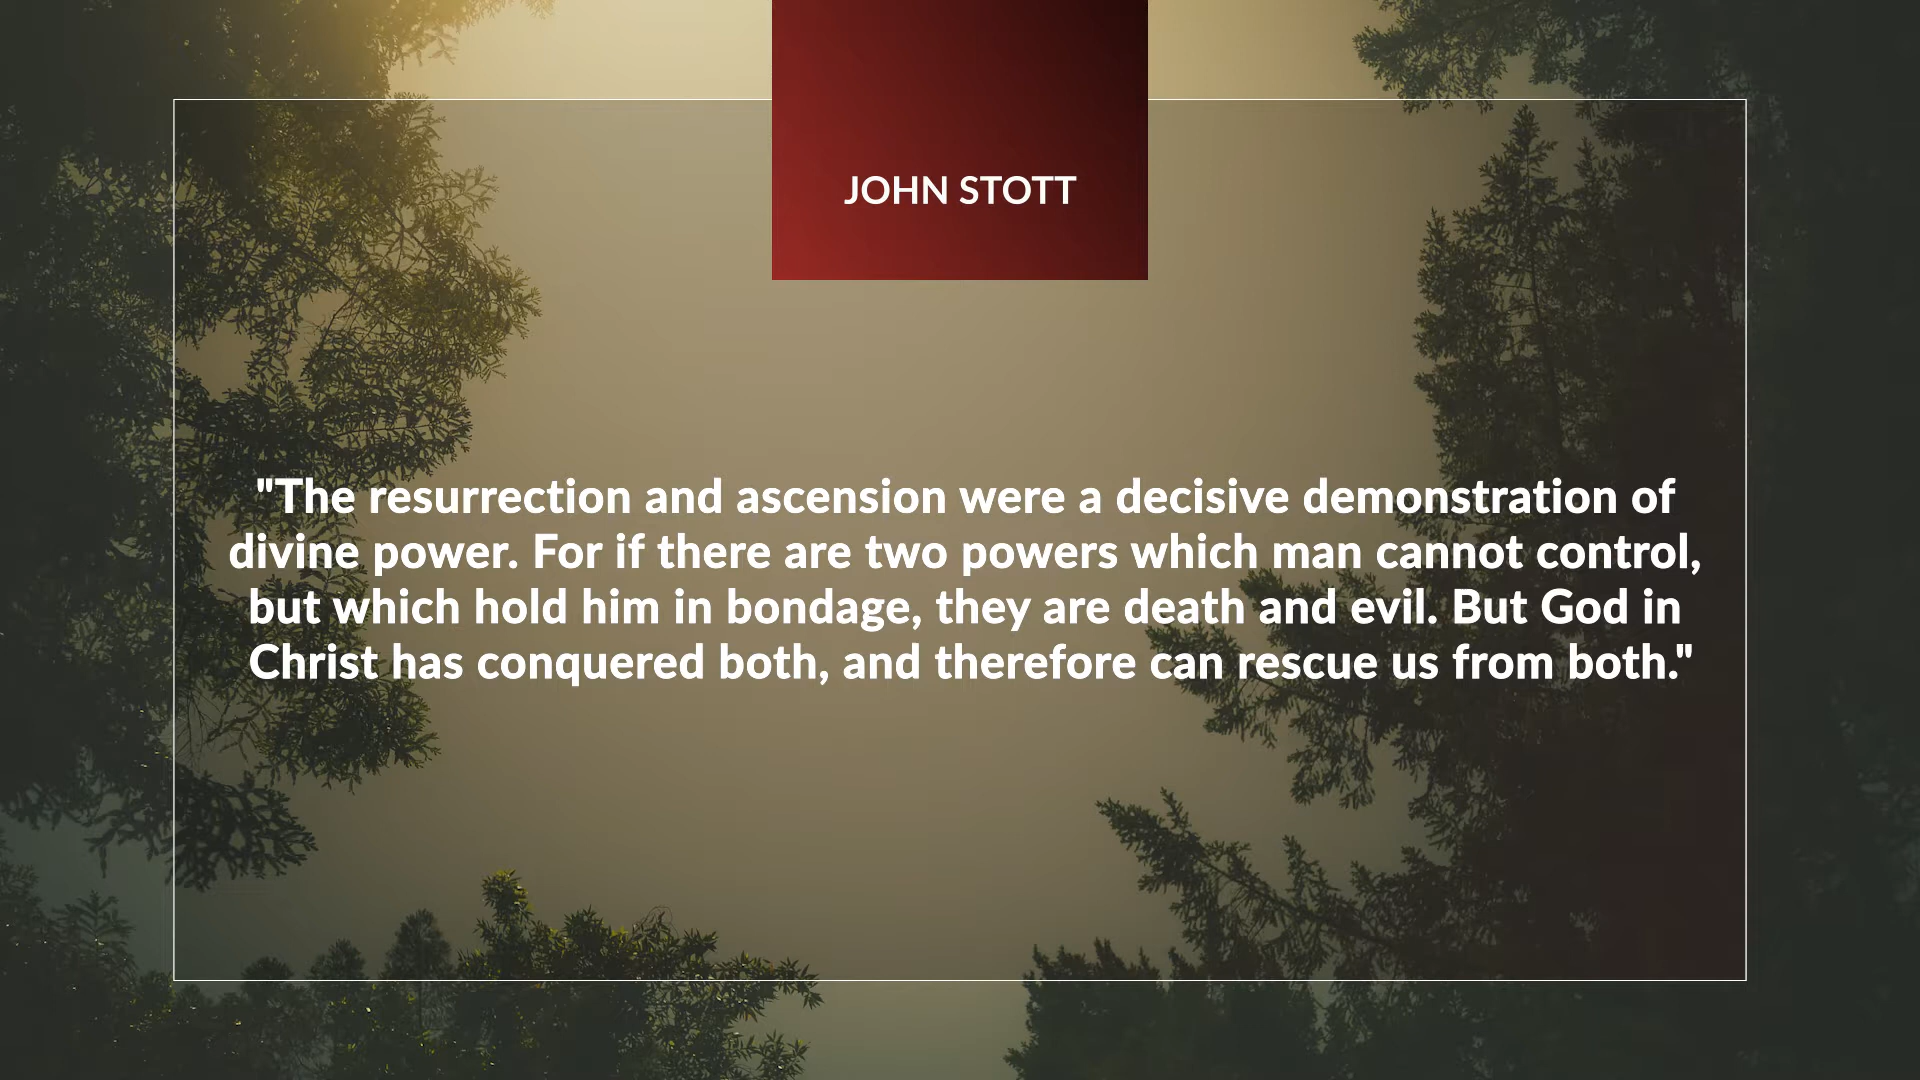 JOHN STOTT
"The resurrection and ascension were a decisive demonstration of
divine power. For if there are two powers which man cannot control,
but which hold him in bondage, they are death and evil. But God in
Christ has conquered both, and therefore can rescue us from both."